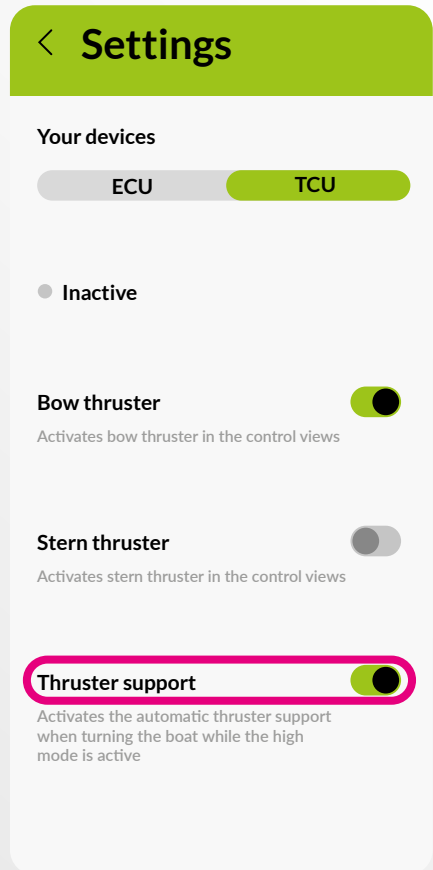 Settings
Your devices
ECU TCU
Inactive
Bow thruster
Activates bow thruster in the control views
Stern thruster
Activates stern thruster in the control views
Thruster support
Activates the automatic thruster support
when turning the boat while the high
mode is active